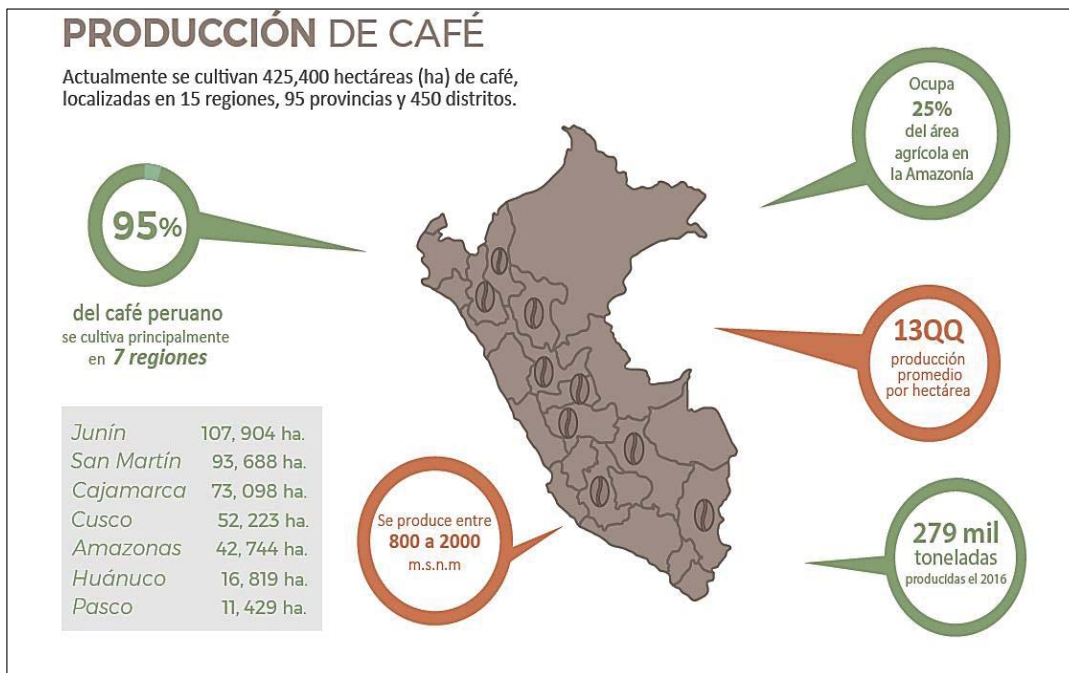 PRODUCCIÓN DE CAFÉ
Actualmente se cultivan 425,400 hectáreas (ha) de café,
localizadas en 15 regiones, 95 provincias y 450 distritos.
95%
del café peruano
se cultiva principalmente
en 7 regiones
Junín 107, 904 ha.
San Martín 93, 688 ha.
Cajamarca 73, 098 ha.
Cusco 52, 223 ha.
Amazonas 42, 744 ha.
Huánuco 16, 819 ha.
Pasco 11, 429 ha.
Se produce entre
800 a 2000
m.s.n.m
Ocupa
25%
del área
agrícola en
la Amazonía
13QQ
producción
promedio
por hectárea
279 mil
toneladas
producidas el 2016